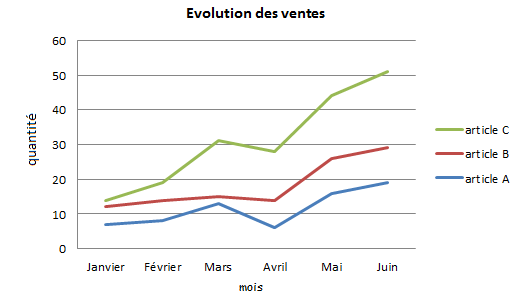 Evolution des ventes
60
50
40
30
20
10
0
quantité
Janvier Février Mars Avril Mai Juin
mois
article C
article B
article A